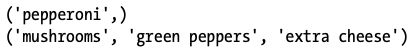 ('pepperoni',)
('mushrooms', 'green peppers', 'extra cheese')